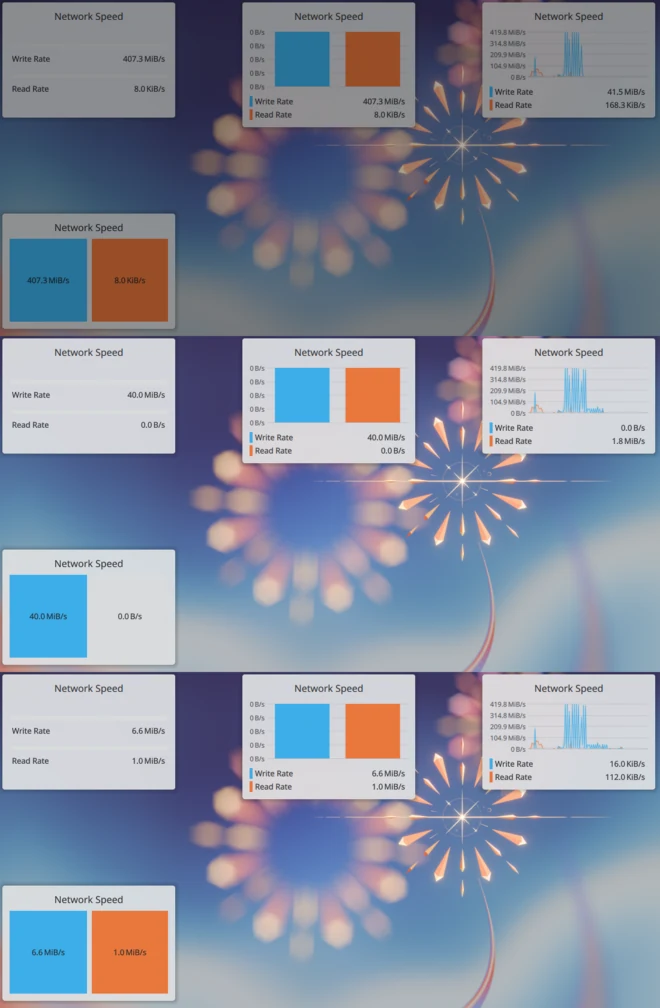 Network Speed
Write Rate 407.3 MiB/s
Read Rate 8.0 KiB/s
Network Speed
0 B/s
0 B/s
0 B/s
0 B/s
0 B/s
Write Rate 407.3 MiB/s
Read Rate 8.0 KiB/s
Network Speed
419.8 MiB/s
314.8 MiB/s
209.9 MiB/s
104.9 MiB/s
0 B/s
Write Rate 41.5 MiB/s
Read Rate 168.3 KiB/s
Network Speed
407.3 MiB/s 8.0 KiB/s
Network Speed
Write Rate 40.0 MiB/s
Read Rate 0.0 B/s
Network Speed
0 B/s
0 B/s
0 B/s
0 B/s
0 B/s
Write Rate 40.0 MiB/s
Read Rate 0.0 B/s
Network Speed
419.8 MiB/s
314.8 MiB/s
209.9 MiB/s
104.9 MiB/s
0 B/s
Write Rate 0.0 B/s
Read Rate 1.8 MiB/s
Network Speed
40.0 MiB/s 0.0 B/s
Network Speed
Write Rate 6.6 MiB/s
Read Rate 1.0 MiB/s
Network Speed
0 B/s
0 B/s
0 B/s
0 B/s
0 B/s
Write Rate 6.6 MiB/s
Read Rate 1.0 MiB/s
Network Speed
419.8 MiB/s
314.8 MiB/s
209.9 MiB/s
104.9 MiB/s
0 B/s
Write Rate 16.0 KiB/s
Read Rate 112.0 KiB/s
Network Speed
6.6 MiB/s 1.0 MiB/s